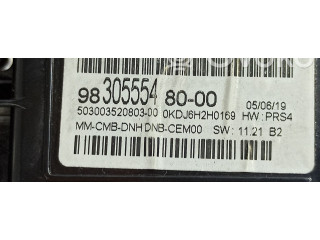 98 305554 80-00 05/06/19
503003520803-00 0KDJ6H2H0169 HW: PRS4
MM-CMB-DNH DNB-CEM00 SW: 11.21 B2